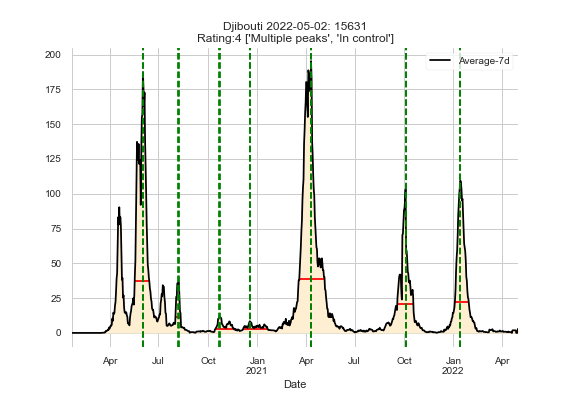 Djibouti 2022-05-02: 15631
Rating:4 ['Multiple peaks', 'In control']
Average-7d
200
175
150
125
100
75
50
25
0
Apr Jul Oct Jan Apr Jul Oct Jan Apr
2021 2022
Date